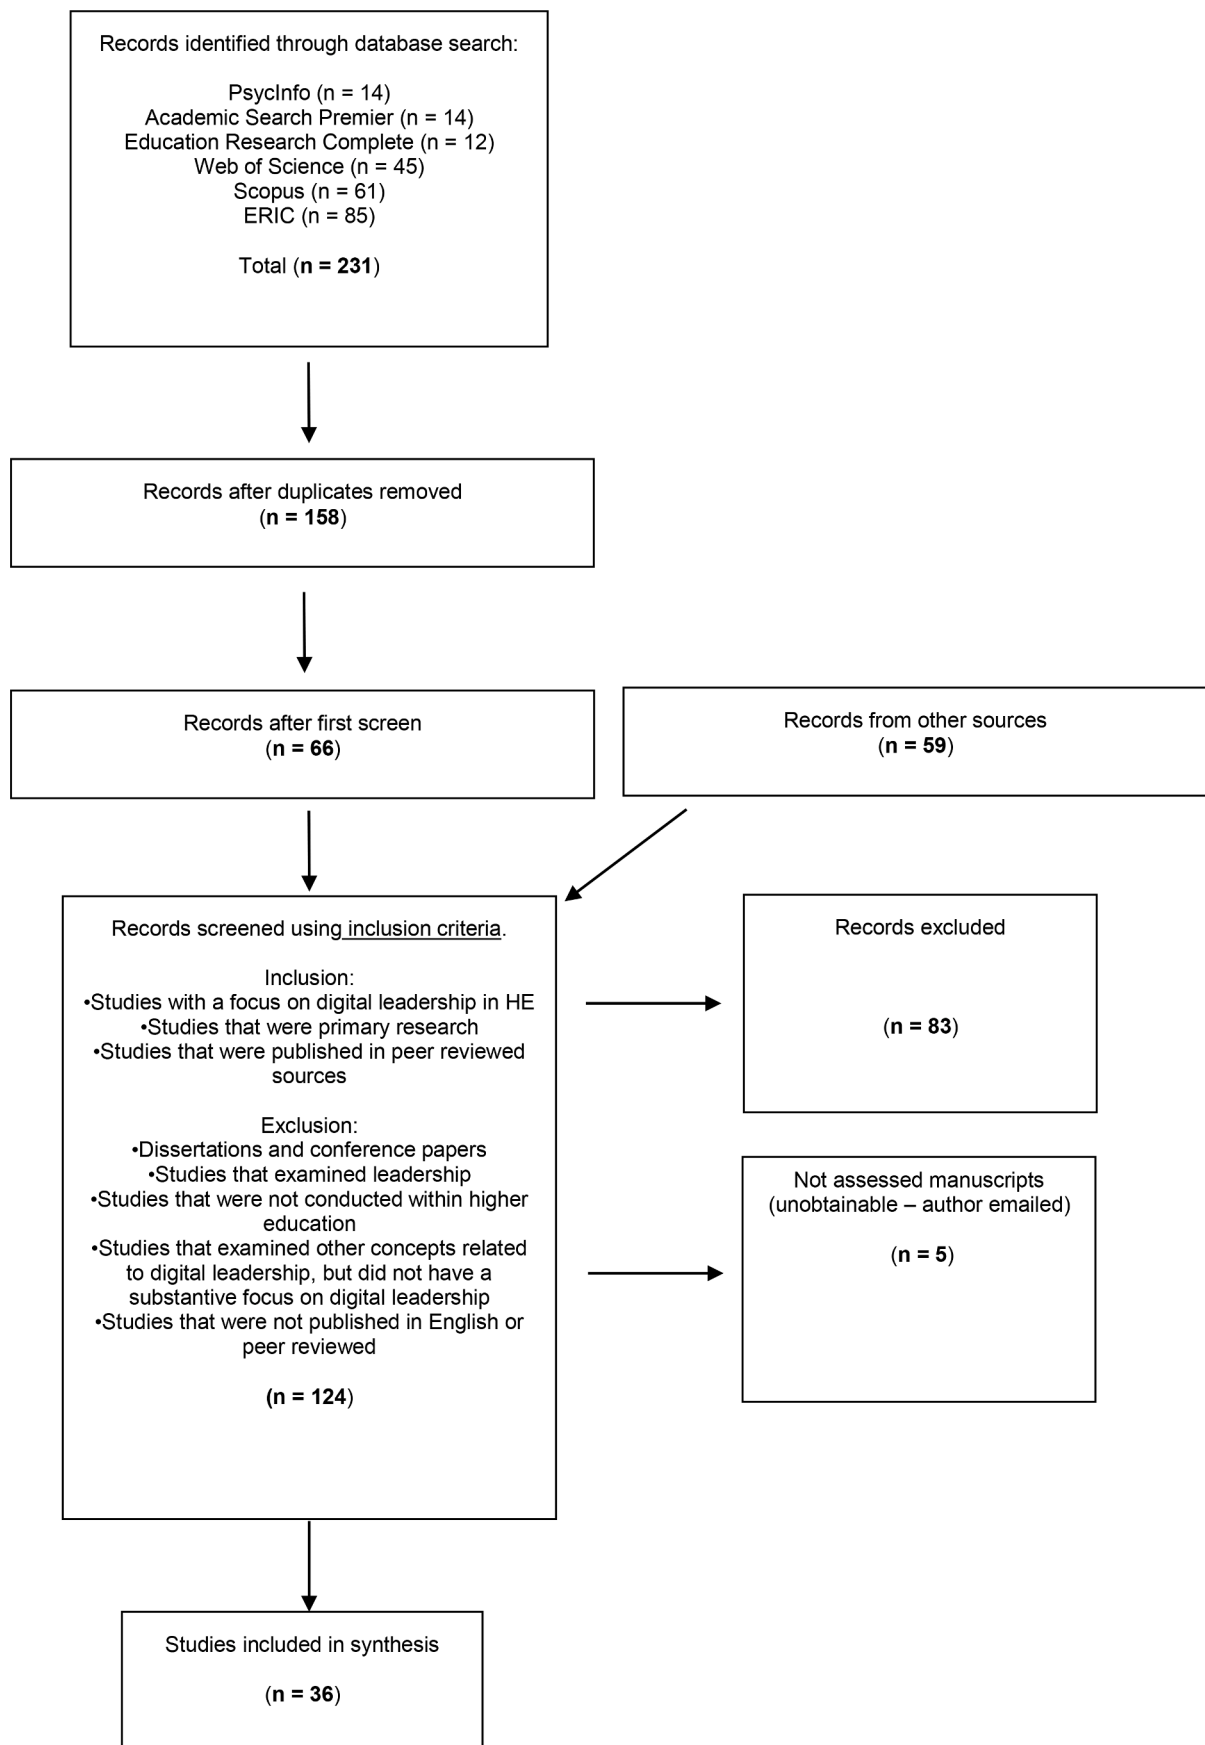 Records identified through database search:
PsycInfo (n = 14)
Academic Search Premier (n = 14)
Education Research Complete (n = 12)
Web of Science (n = 45)
Scopus (n = 61)
ERIC (n = 85)
Total (n = 231)
Records after duplicates removed
(n = 158)
Records after first screen
(n = 66)
Records from other sources
(n = 59)
Records screened using inclusion criteria.
Inclusion:
•Studies with a focus on digital leadership in HE
•Studies that were primary research
•Studies that were published in peer reviewed
sources
Exclusion:
•Dissertations and conference papers
•Studies that examined leadership
•Studies that were not conducted within higher
education
•Studies that examined other concepts related
to digital leadership, but did not have a
substantive focus on digital leadership
•Studies that were not published in English or
peer reviewed
(n = 124)
Records excluded
(n = 83)
Not assessed manuscripts
(unobtainable – author emailed)
(n = 5)
Studies included in synthesis
(n = 36)